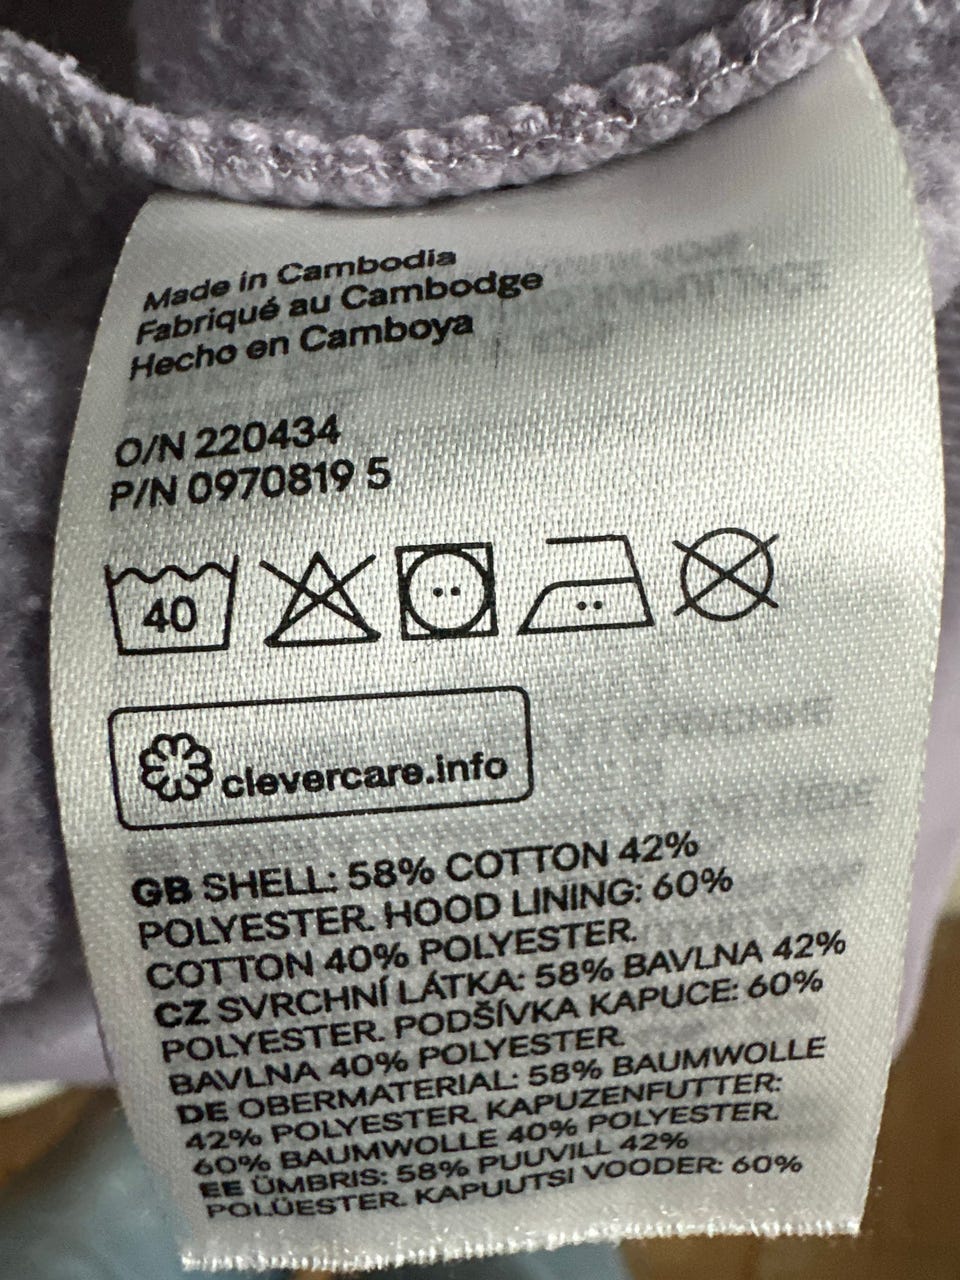 Made in Cambodia
Fabriqué au Cambodge
Hecho en Camboya
O/N 220434
P/N 0970819 5
40
clevercare.info
GB SHELL: 58% COTTON 42%
POLYESTER. HOOD LINING: 60%
COTTON 40% POLYESTER.
CZ SVRCHNÍ LÁTKA: 58% BAVLNA 42%
POLYESTER. PODŠÍVKA KAPUCE: 60%
BAVLNA 40% POLYESTER.
DE OBERMATERIAL: 58% BAUMWOLLE
42% POLYESTER. KAPUZENFUTTER:
60% BAUMWOLLE 40% POLYESTER.
EE ÜMBRIS: 58% PUUVILL 42%
POLÜESTER. KAPUUTSI VOODER: 60%